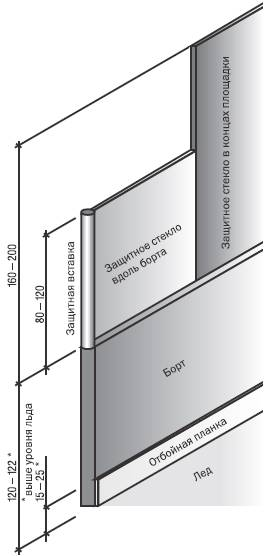 Защитное стекло в концах площадки
160 – 200
Защитное стекло
вдоль борта
Защитная вставка
80 – 120
Борт
Отбойная планка
Лед
120 – 122 *
* выше уровня льда
15 – 25 *